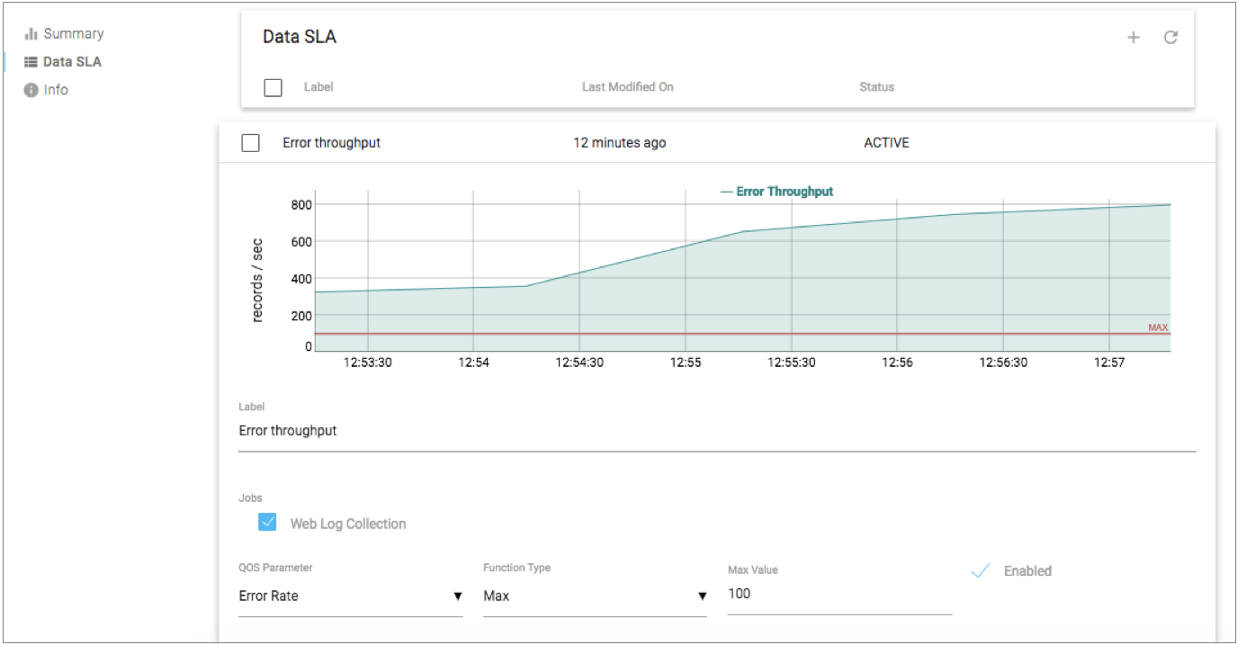 Summary
Data SLA
Info
Data SLA
Label Last Modified On Status
Error throughput 12 minutes ago ACTIVE
Error Throughput
800
600
400
200
0
records / sec
MAX
12:53:30 12:54 12:54:30 12:55 12:55:30 12:56 12:56:30 12:57
Label
Error throughput
Jobs
Web Log Collection
QOS Parameter Function Type Max Value Enabled
Error Rate Max 100